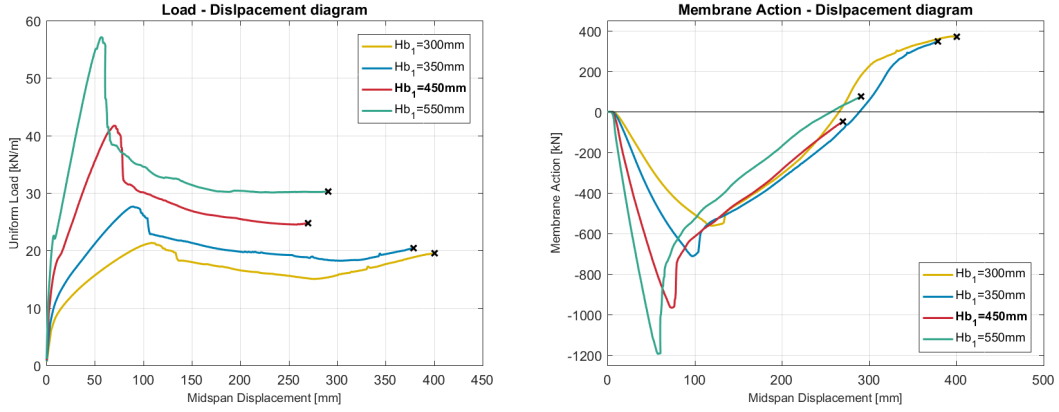 Load - Dislpacement diagram
Uniform Load [kN/m]
60
50
40
30
20
10
0
0 50 100 150 200 250 300 350 400 450
Midspan Displacement [mm]
Hb1=300mm
Hb1=350mm
Hb1=450mm
Hb1=550mm
Membrane Action - Dislpacement diagram
Membrane Action [kN]
400
200
0
-200
-400
-600
-800
-1000
-1200
0 100 200 300 400 500
Midspan Displacement [mm]
Hb1=300mm
Hb1=350mm
Hb1=450mm
Hb1=550mm